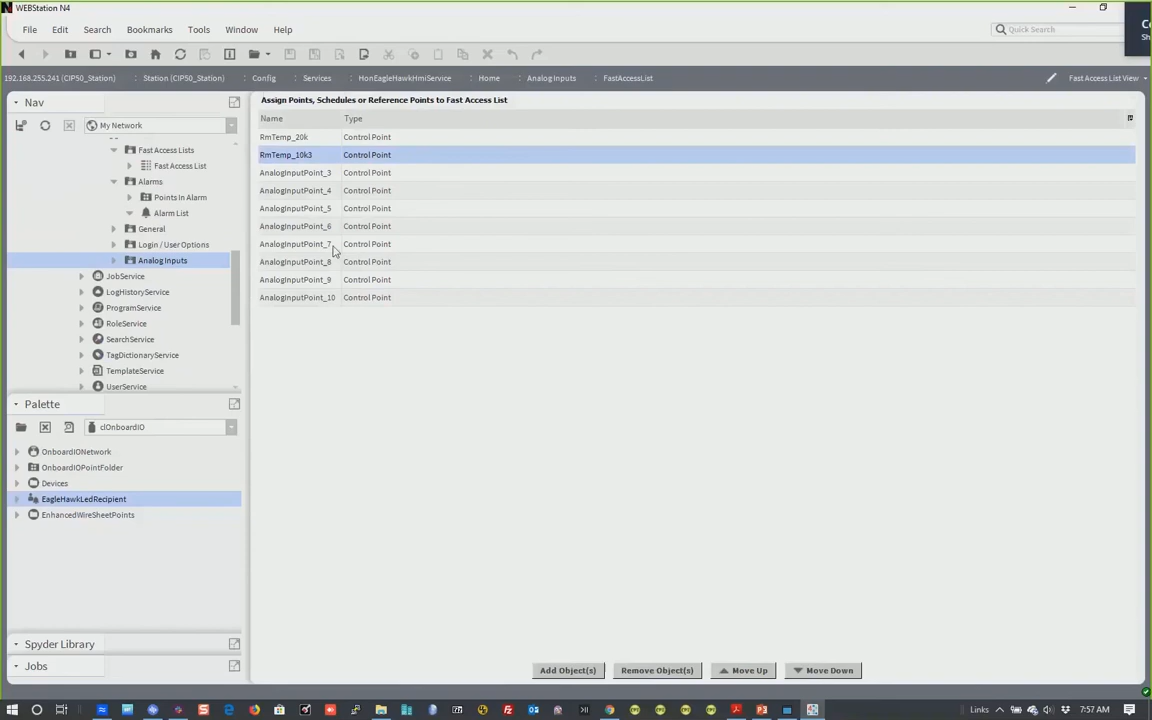 WEBStation N4
File Edit Search Bookmarks Tools Window Help
Quick Search
192.168.255.241 (CIP50_Station) Station (CIP50_Station) Config Services HonEagleHawkHmiService Home Analog Inputs FastAccessList Fast Access List View
Nav
My Network
Fast Access Lists
Fast Access List
Alarms
Points In Alarm
Alarm List
General
Login / User Options
Analog Inputs
JobService
LogHistoryService
ProgramService
RoleService
SearchService
TagDictionaryService
TemplateService
UserService
Palette
clOnboardIO
OnboardIONetwork
OnboardIOPointFolder
Devices
EagleHawkLedRecipient
EnhancedWireSheetPoints
Spyder Library
Jobs
Assign Points, Schedules or Reference Points to Fast Access List
Name Type
RmTemp_20k Control Point
RmTemp_10k3 Control Point
AnalogInputPoint_3 Control Point
AnalogInputPoint_4 Control Point
AnalogInputPoint_5 Control Point
AnalogInputPoint_6 Control Point
AnalogInputPoint_7 Control Point
AnalogInputPoint_8 Control Point
AnalogInputPoint_9 Control Point
AnalogInputPoint_10 Control Point
Add Object(s) Remove Object(s) Move Up Move Down
Links 7:57 AM